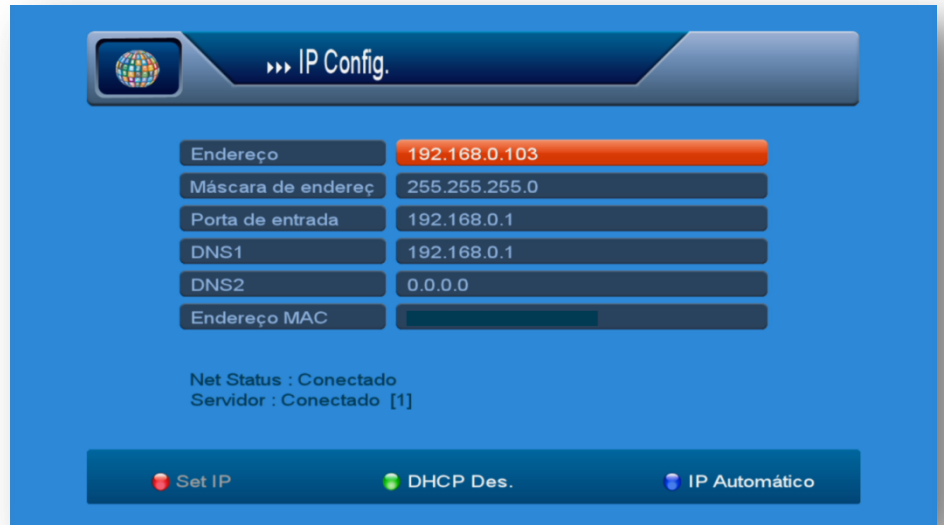 ▸▸▸ IP Config.
Endereço 192.168.0.103
Máscara de endereç 255.255.255.0
Porta de entrada 192.168.0.1
DNS1 192.168.0.1
DNS2 0.0.0.0
Endereço MAC
Net Status : Conectado
Servidor : Conectado [1]
Set IP DHCP Des. IP Automático